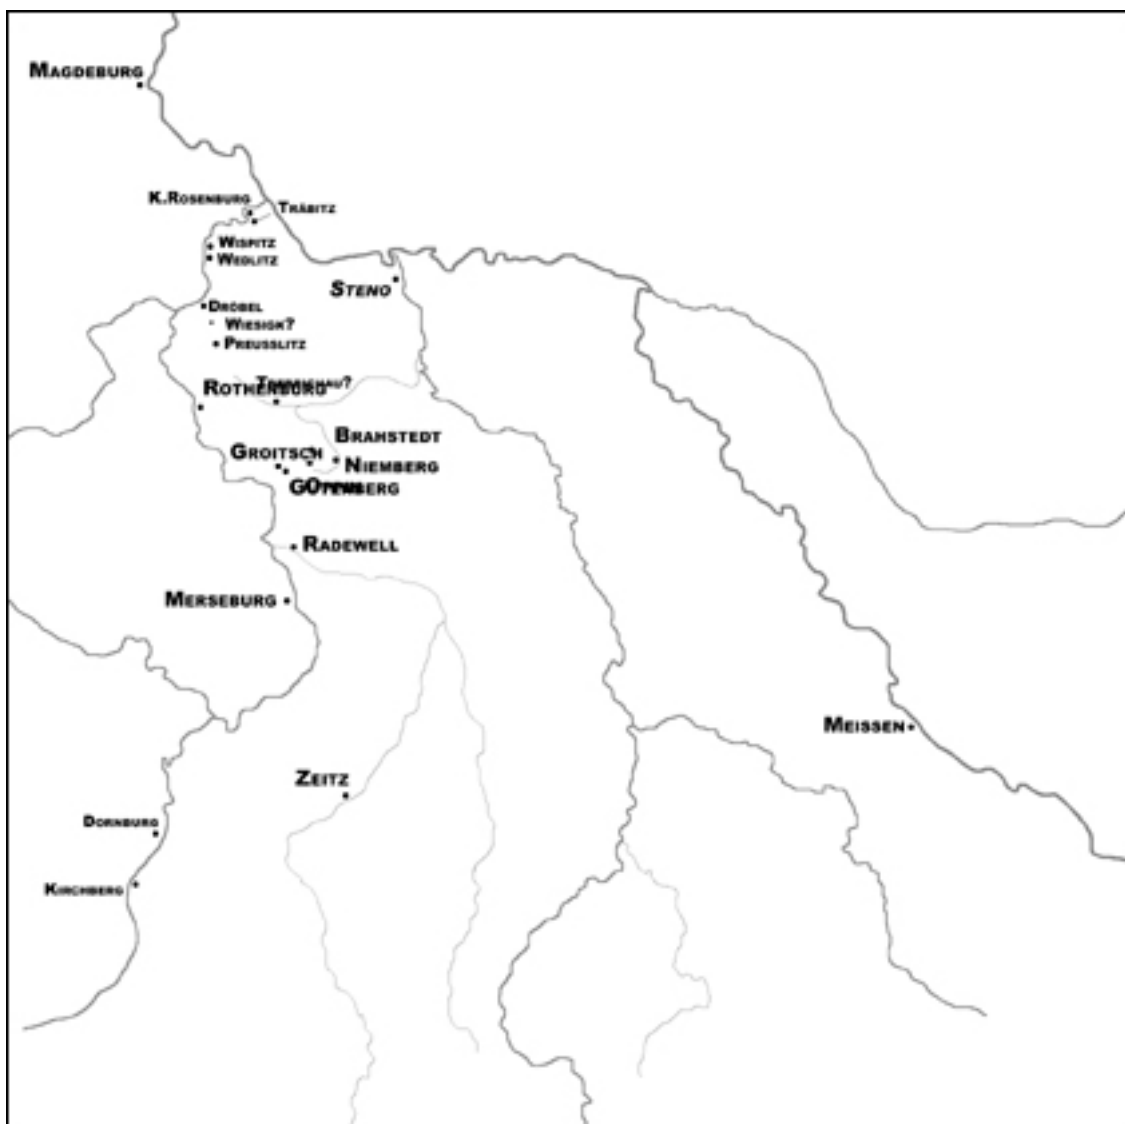 MAGDEBURG
K.ROSENBURG
TRÄBITZ
WISPITZ
WEDLITZ
STENO
DRÖBEL
WIESIGK?
PREUSSLITZ
ROTHENBURG
BRAHSTEDT
GROITSCH
NIEMBERG
GÜTENBERG
RADEWELL
MERSEBURG
MEISSEN
ZEITZ
DORNBURG
KIRCHBERG